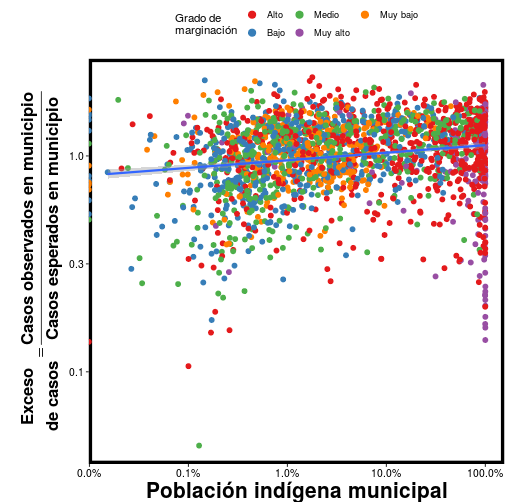 Grado de
marginación
Alto
Medio
Muy bajo
Bajo
Muy alto
Exceso
de casos
=
Casos observados en municipio
Casos esperados en municipio
1.0
0.3
0.1
0.0%
0.1%
1.0%
10.0%
100.0%
Población indígena municipal